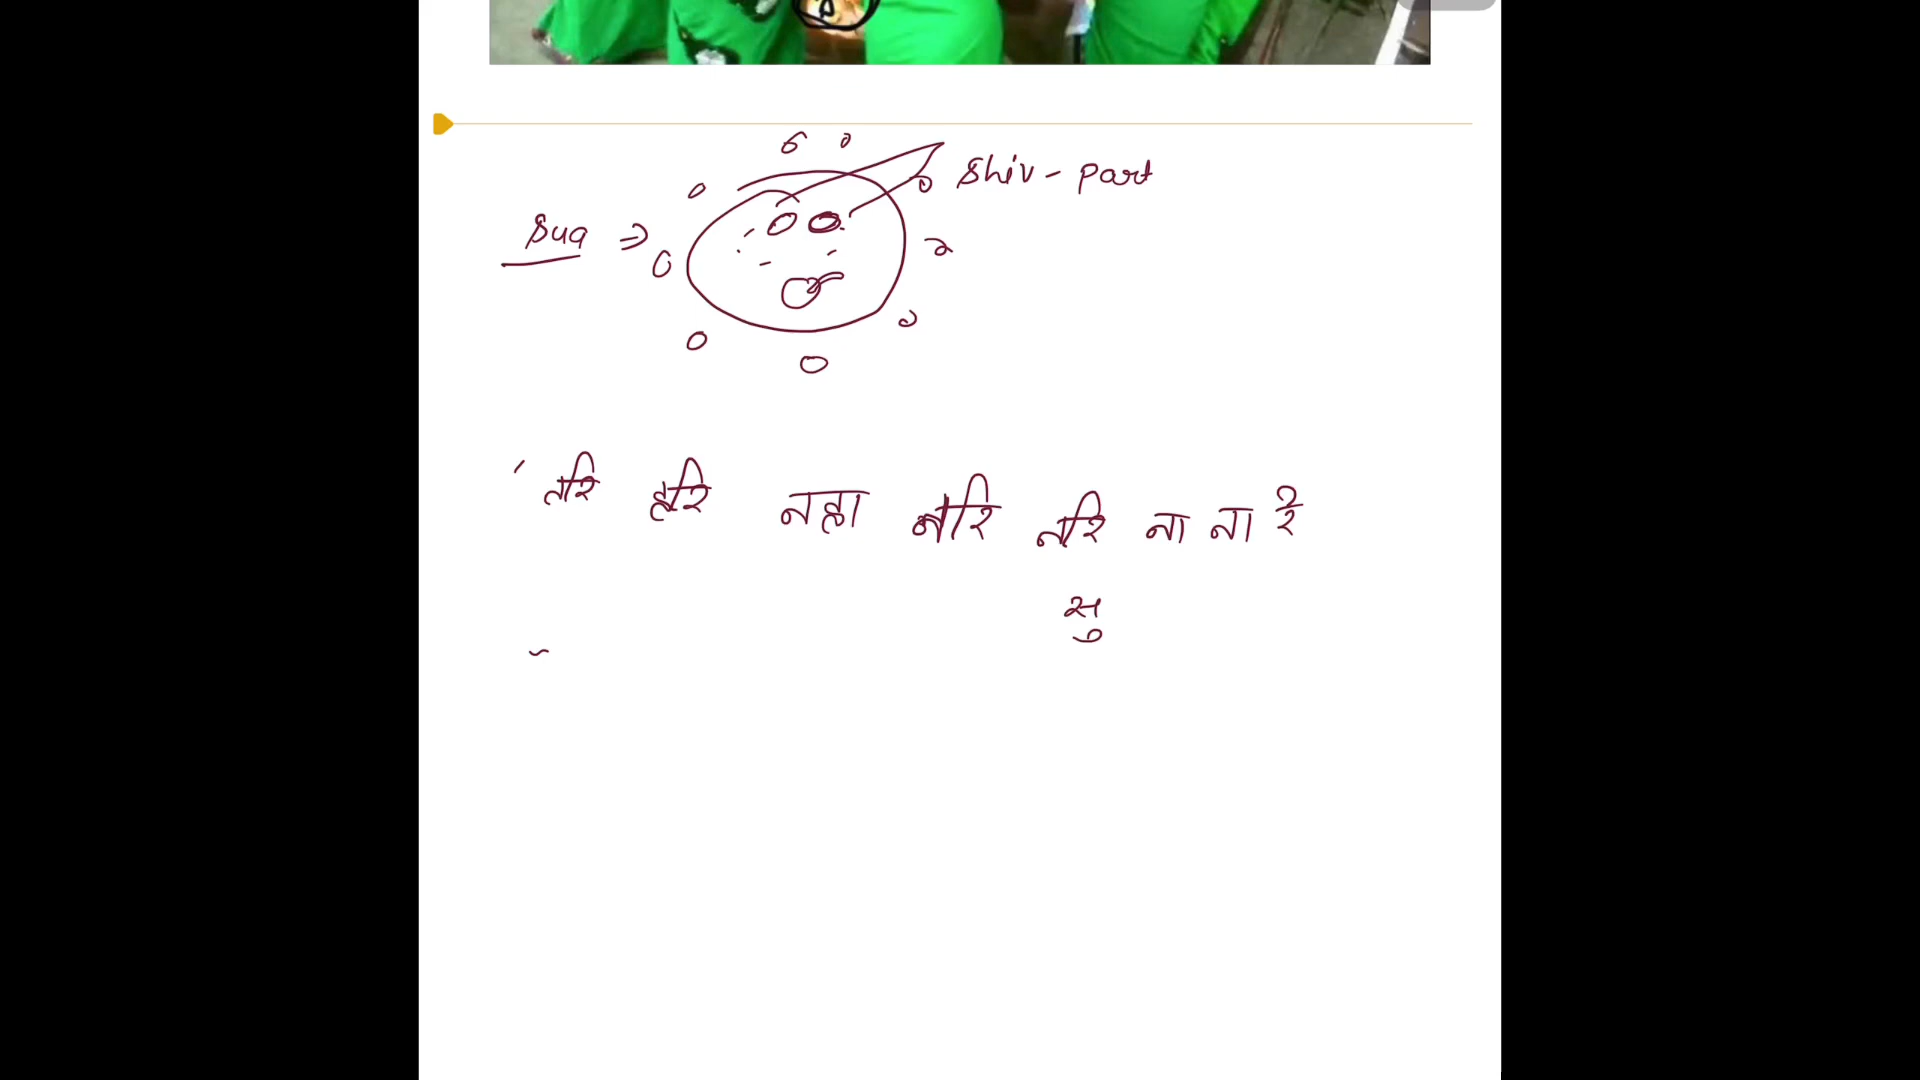 Shiv - Part
Sua ⇒
' तरि हरि नहा नारि नरि ना ना रे
सु